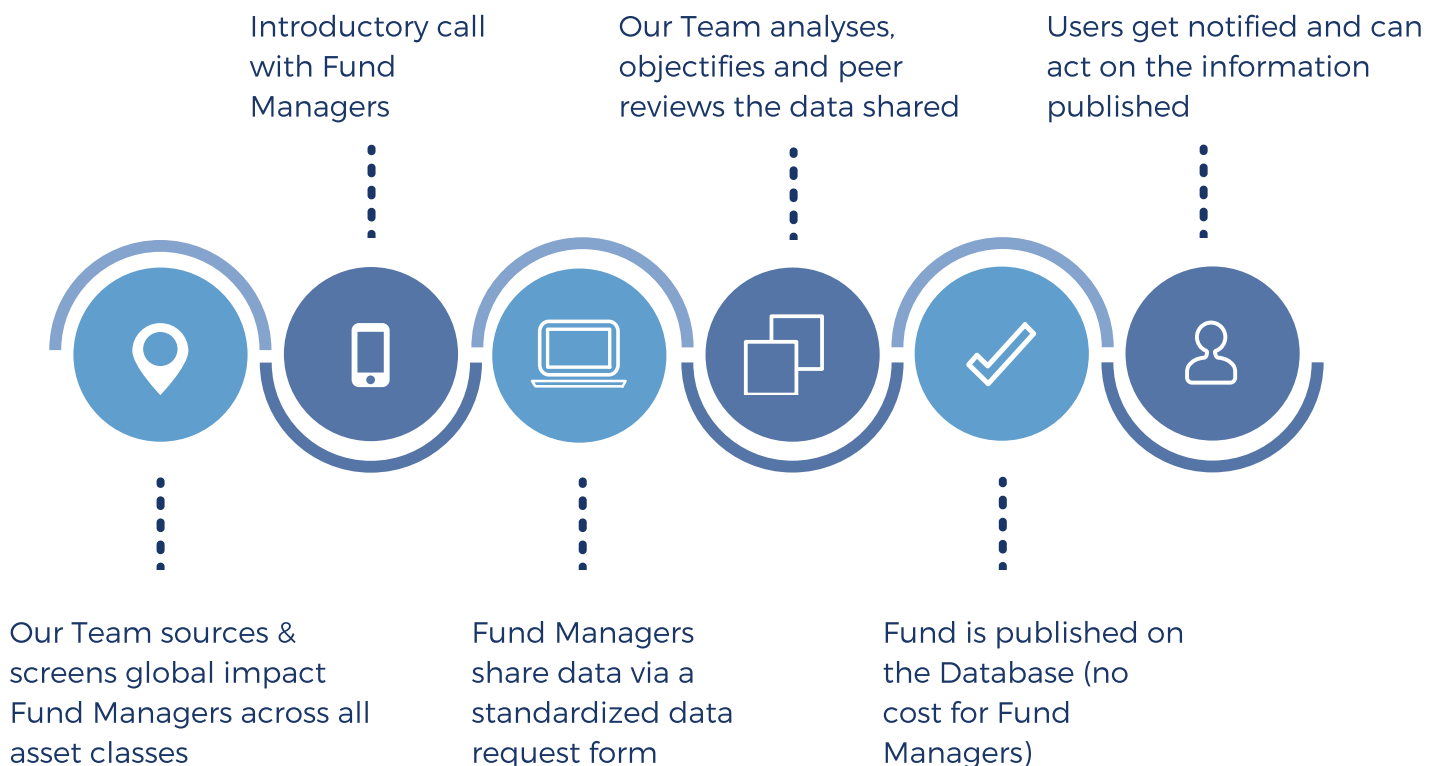 Introductory call
with Fund
Managers
Our Team analyses,
objectifies and peer
reviews the data shared
Users get notified and can
act on the information
published
Our Team sources &
screens global impact
Fund Managers across all
asset classes
Fund Managers
share data via a
standardized data
request form
Fund is published on
the Database (no
cost for Fund
Managers)